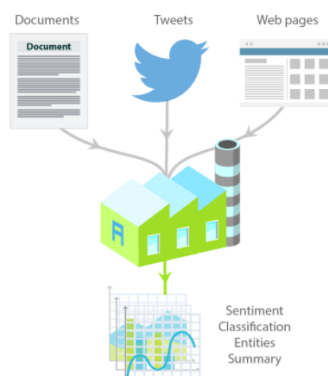 Documents
Tweets
Web pages
Document
Sentiment
Classification
Entities
Summary